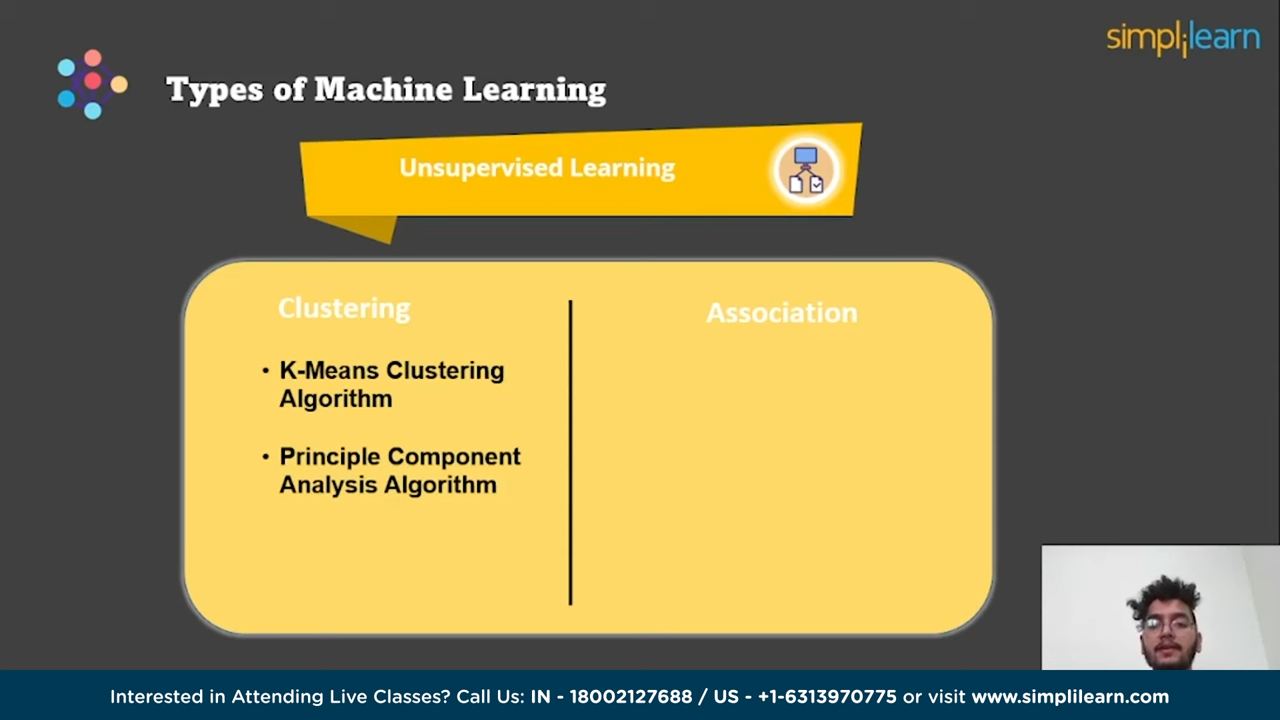 simplilearn
Types of Machine Learning
Unsupervised Learning
Clustering
• K-Means Clustering
Algorithm
• Principle Component
Analysis Algorithm
Association
Interested in Attending Live Classes? Call Us: IN - 18002127688 / US - +1-6313970775 or visit www.simplilearn.com